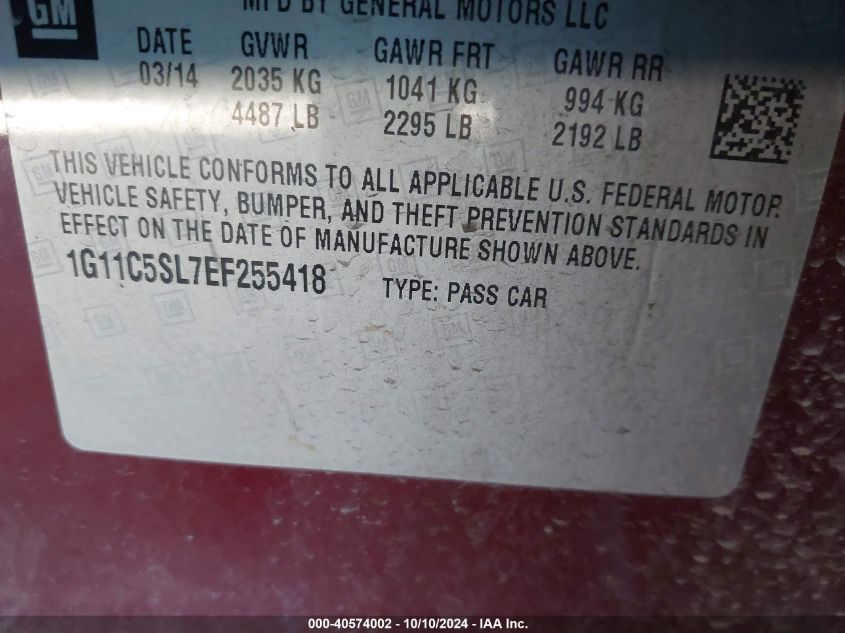 GM
MFD BY GENERAL MOTORS LLC
DATE GVWR GAWR FRT GAWR RR
03/14 2035 KG 1041 KG 994 KG
4487 LB 2295 LB 2192 LB
THIS VEHICLE CONFORMS TO ALL APPLICABLE U.S. FEDERAL MOTOR
VEHICLE SAFETY, BUMPER, AND THEFT PREVENTION STANDARDS IN
EFFECT ON THE DATE OF MANUFACTURE SHOWN ABOVE.
1G11C5SL7EF255418 TYPE: PASS CAR
000-40574002 - 10/10/2024 - IAA Inc.